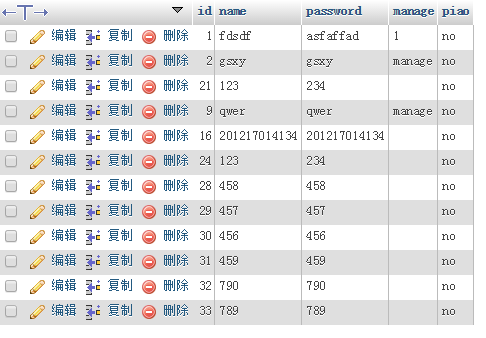 id name password manage piao
编辑 复制 删除 1 fdsdf asfaffad 1 no
编辑 复制 删除 2 gsxy gsxy manage no
编辑 复制 删除 21 123 234 no
编辑 复制 删除 9 qwer qwer manage no
编辑 复制 删除 16 201217014134 201217014134 no
编辑 复制 删除 24 123 234 no
编辑 复制 删除 28 458 458 no
编辑 复制 删除 29 457 457 no
编辑 复制 删除 30 456 456 no
编辑 复制 删除 31 459 459 no
编辑 复制 删除 32 790 790 no
编辑 复制 删除 33 789 789 no